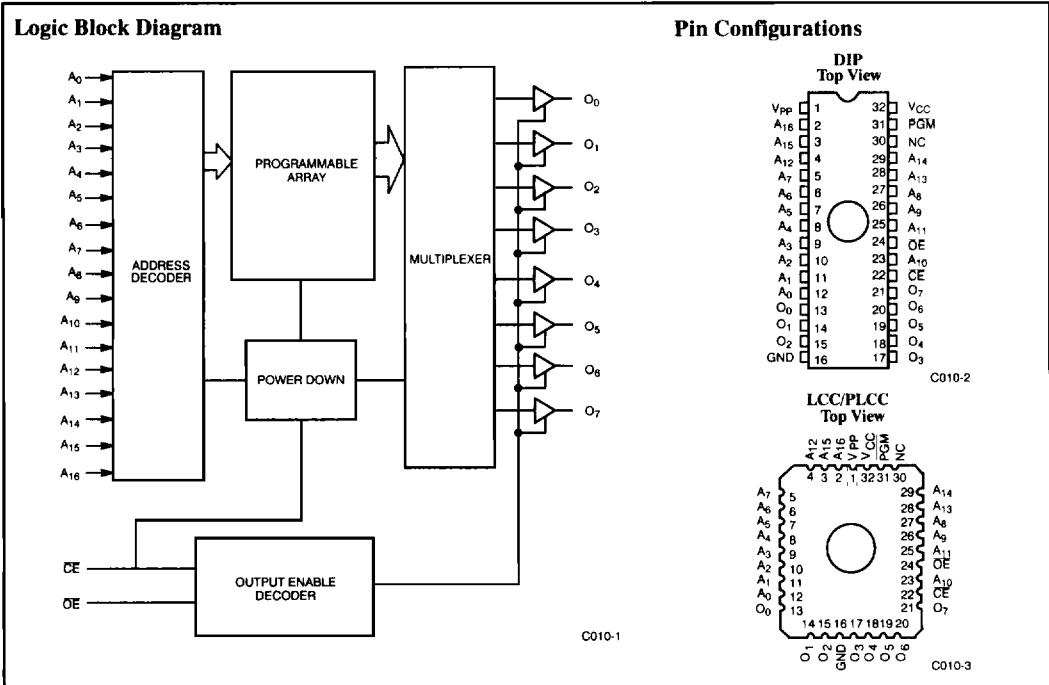 Logic Block Diagram
A0
A1
A2
A3
A4
A5
A6
A7
A8
A9
A10
A11
A12
A13
A14
A15
A16
ADDRESS
DECODER
PROGRAMMABLE
ARRAY
POWER DOWN
MULTIPLEXER
O0
O1
O2
O3
O4
O5
O6
O7
CE
OE
OUTPUT ENABLE
DECODER
C010-1
Pin Configurations
DIP
Top View
VPP 1 32 VCC
A16 2 31 PGM
A15 3 30 NC
A12 4 29 A14
A7 5 28 A13
A6 6 27 A8
A5 7 26 A9
A4 8 25 A11
A3 9 24 OE
A2 10 23 A10
A1 11 22 CE
A0 12 21 O7
O0 13 20 O6
O1 14 19 O5
O2 15 18 O4
GND 16 17 O3
C010-2
LCC/PLCC
Top View
A12 A15 A16 VPP VCC PGM NC
4 3 2 1 32 31 30
A7 5 29 A14
A6 6 28 A13
A5 7 27 A8
A4 8 26 A9
A3 9 25 A11
A2 10 24 OE
A1 11 23 A10
A0 12 22 CE
O0 13 21 O7
14 15 16 17 18 19 20
O1 O2 GND O3 O4 O5 O6
C010-3